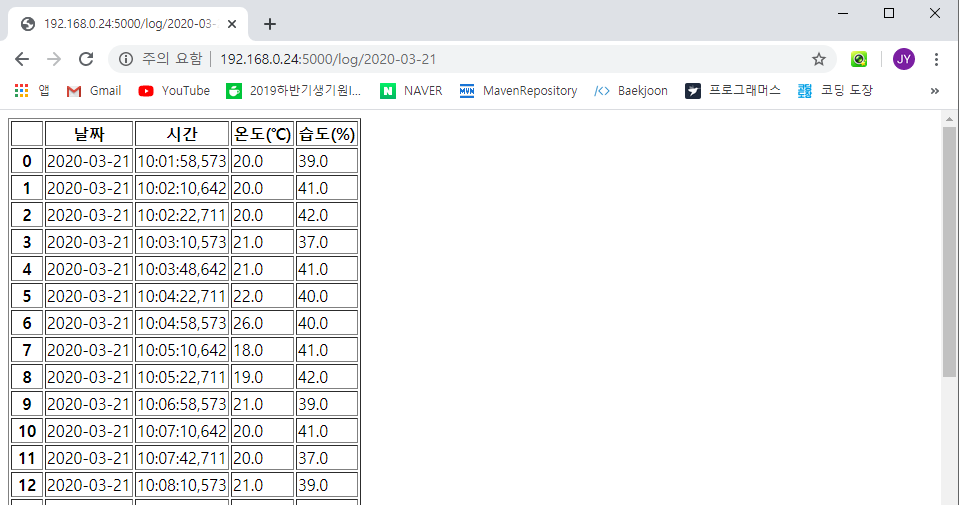 192.168.0.24:5000/log/2020-03-
주의 요함 192.168.0.24:5000/log/2020-03-21 JY
앱 Gmail YouTube 2019하반기생기원I... NAVER MVN MavenRepository </> Baekjoon 프로그래머스 코딩 도장 »
날짜 시간 온도(℃) 습도(%)
0 2020-03-21 10:01:58,573 20.0 39.0
1 2020-03-21 10:02:10,642 20.0 41.0
2 2020-03-21 10:02:22,711 20.0 42.0
3 2020-03-21 10:03:10,573 21.0 37.0
4 2020-03-21 10:03:48,642 21.0 41.0
5 2020-03-21 10:04:22,711 22.0 40.0
6 2020-03-21 10:04:58,573 26.0 40.0
7 2020-03-21 10:05:10,642 18.0 41.0
8 2020-03-21 10:05:22,711 19.0 42.0
9 2020-03-21 10:06:58,573 21.0 39.0
10 2020-03-21 10:07:10,642 20.0 41.0
11 2020-03-21 10:07:42,711 20.0 37.0
12 2020-03-21 10:08:10,573 21.0 39.0